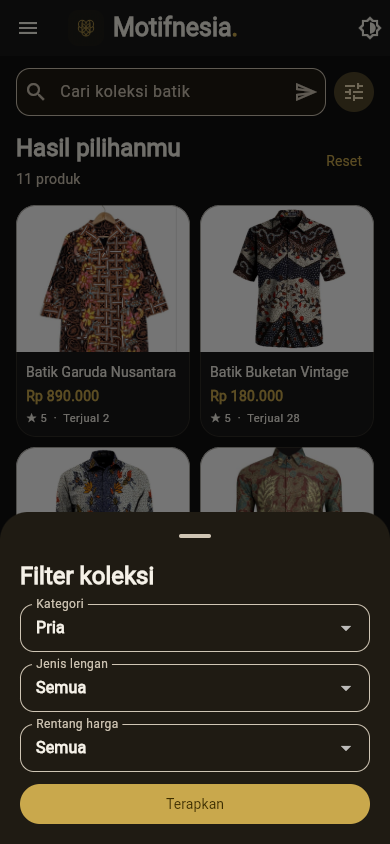 Motifnesia.
Cari koleksi batik
Hasil pilihanmu
11 produk
Reset
Batik Garuda Nusantara
Rp 890.000
★ 5 · Terjual 2
Batik Buketan Vintage
Rp 180.000
★ 5 · Terjual 28
Filter koleksi
Kategori
Pria
Jenis lengan
Semua
Rentang harga
Semua
Terapkan